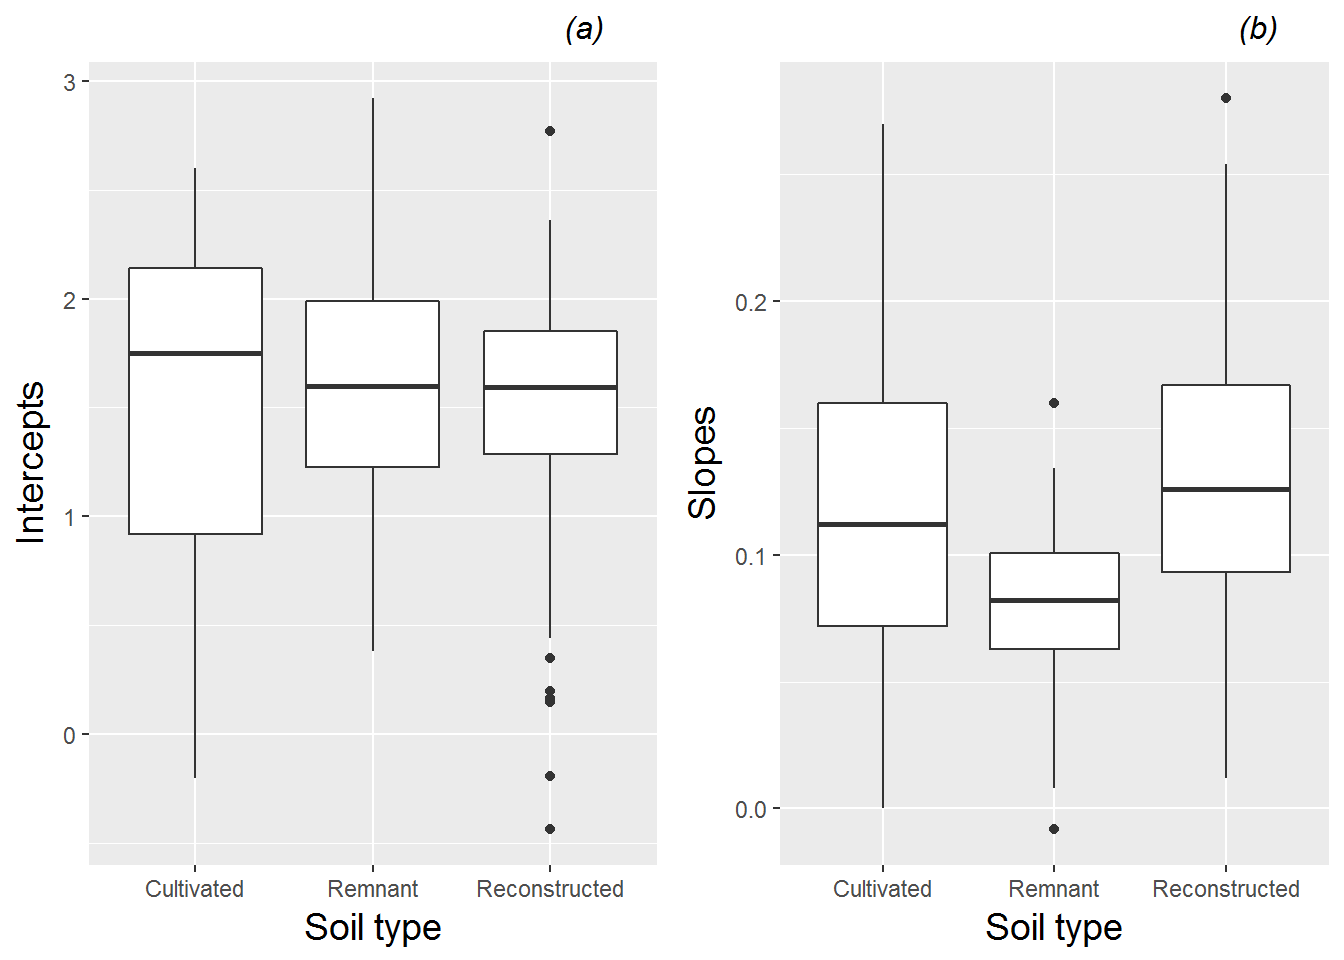 (a)
Intercepts
3
2
1
0
Cultivated Remnant Reconstructed
Soil type
(b)
Slopes
0.2
0.1
0.0
Cultivated Remnant Reconstructed
Soil type